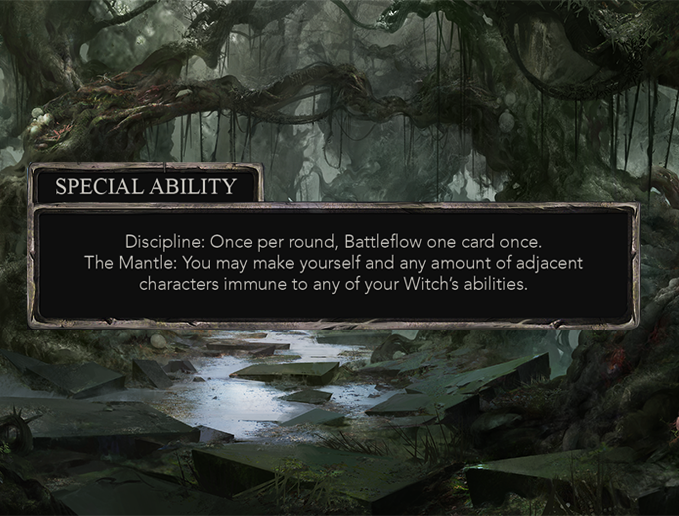 SPECIAL ABILITY
Discipline: Once per round, Battleflow one card once.
The Mantle: You may make yourself and any amount of adjacent
characters immune to any of your Witch's abilities.